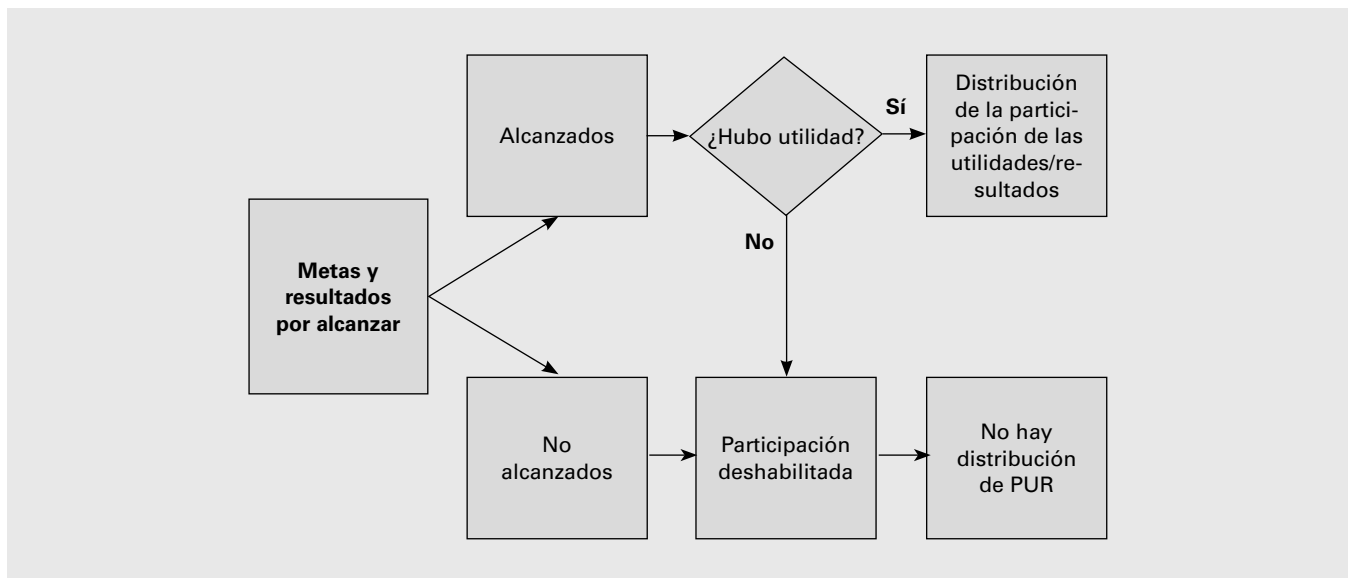 Alcanzados
¿Hubo utilidad?
Sí
Distribución
de la partici-
pación de las
utilidades/re-
sultados
Metas y
resultados
por alcanzar
No
No
alcanzados
Participación
deshabilitada
No hay
distribución
de PUR